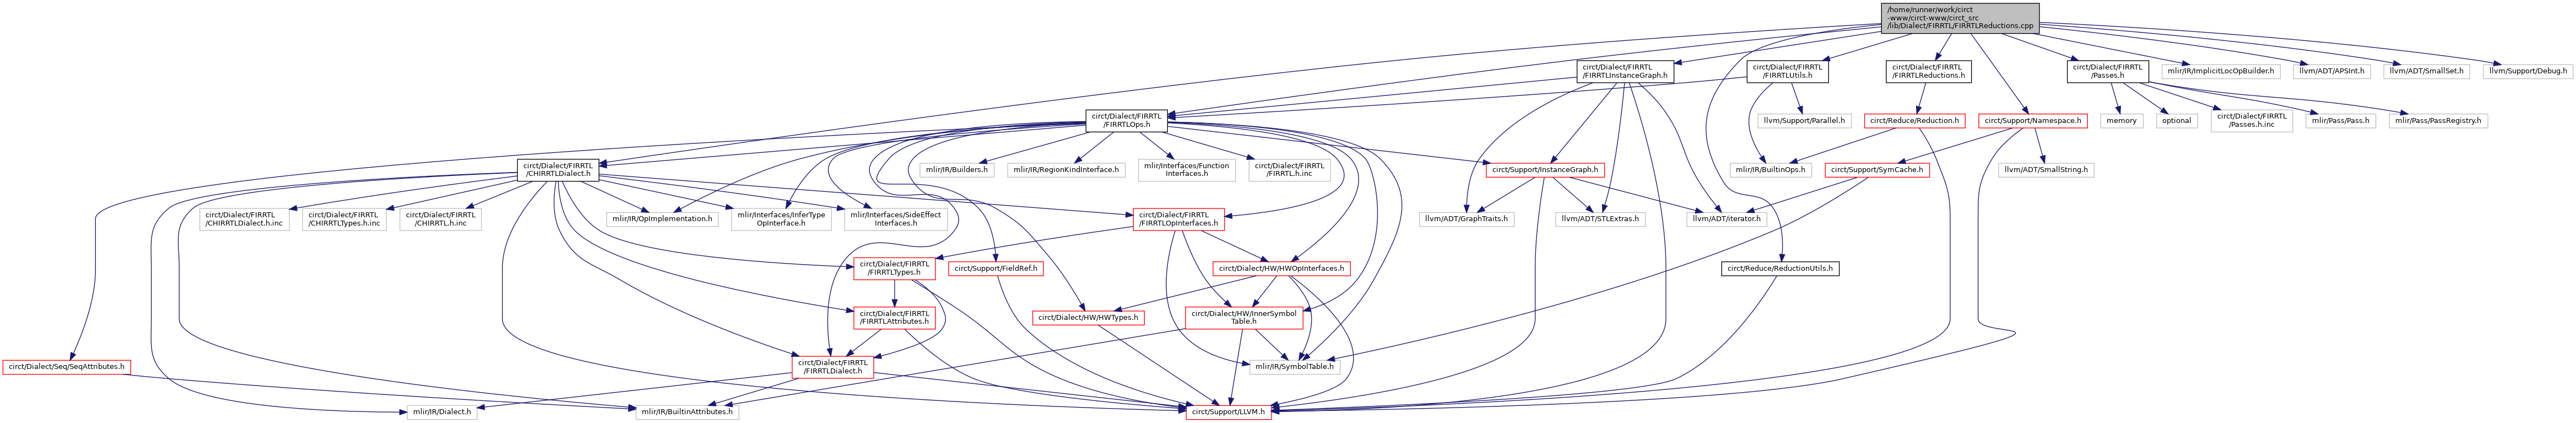 /home/runner/work/circt
-www/circt-www/circt_src
/lib/Dialect/FIRRTL/FIRRTLReductions.cpp
circt/Dialect/FIRRTL
/FIRRTLInstanceGraph.h
circt/Dialect/FIRRTL
/FIRRTLUtils.h
circt/Dialect/FIRRTL
/FIRRTLReductions.h
circt/Dialect/FIRRTL
/Passes.h
mlir/IR/ImplicitLocOpBuilder.h
llvm/ADT/APSInt.h
llvm/ADT/SmallSet.h
llvm/Support/Debug.h
circt/Dialect/FIRRTL
/FIRRTLOps.h
llvm/Support/Parallel.h
circt/Reduce/Reduction.h
circt/Support/Namespace.h
memory
optional
circt/Dialect/FIRRTL
/Passes.h.inc
mlir/Pass/Pass.h
mlir/Pass/PassRegistry.h
circt/Dialect/FIRRTL
/CHIRRTLDialect.h
mlir/IR/Builders.h
mlir/IR/RegionKindInterface.h
mlir/Interfaces/Function
Interfaces.h
circt/Dialect/FIRRTL
/FIRRTL.h.inc
circt/Support/InstanceGraph.h
mlir/IR/BuiltinOps.h
circt/Support/SymCache.h
llvm/ADT/SmallString.h
circt/Dialect/FIRRTL
/CHIRRTLDialect.h.inc
circt/Dialect/FIRRTL
/CHIRRTLTypes.h.inc
circt/Dialect/FIRRTL
/CHIRRTL.h.inc
mlir/IR/OpImplementation.h
mlir/Interfaces/InferType
OpInterface.h
mlir/Interfaces/SideEffect
Interfaces.h
circt/Dialect/FIRRTL
/FIRRTLOpInterfaces.h
llvm/ADT/GraphTraits.h
llvm/ADT/STLExtras.h
llvm/ADT/iterator.h
circt/Dialect/FIRRTL
/FIRRTLTypes.h
circt/Support/FieldRef.h
circt/Dialect/HW/HWOpInterfaces.h
circt/Reduce/ReductionUtils.h
circt/Dialect/FIRRTL
/FIRRTLAttributes.h
circt/Dialect/HW/HWTypes.h
circt/Dialect/HW/InnerSymbol
Table.h
circt/Dialect/Seq/SeqAttributes.h
circt/Dialect/FIRRTL
/FIRRTLDialect.h
mlir/IR/SymbolTable.h
mlir/IR/Dialect.h
mlir/IR/BuiltinAttributes.h
circt/Support/LLVM.h